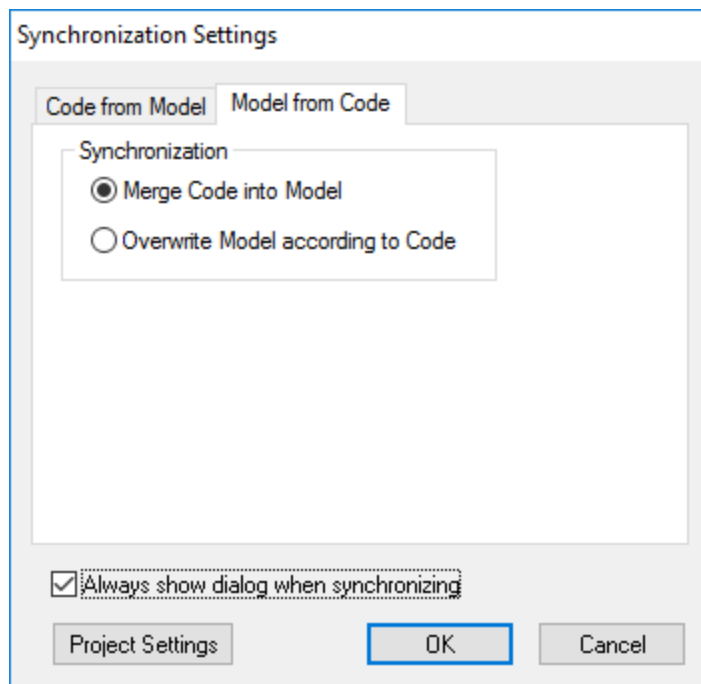 Synchronization Settings
Code from Model
Model from Code
Synchronization
Merge Code into Model
Overwrite Model according to Code
Always show dialog when synchronizing
Project Settings
OK
Cancel